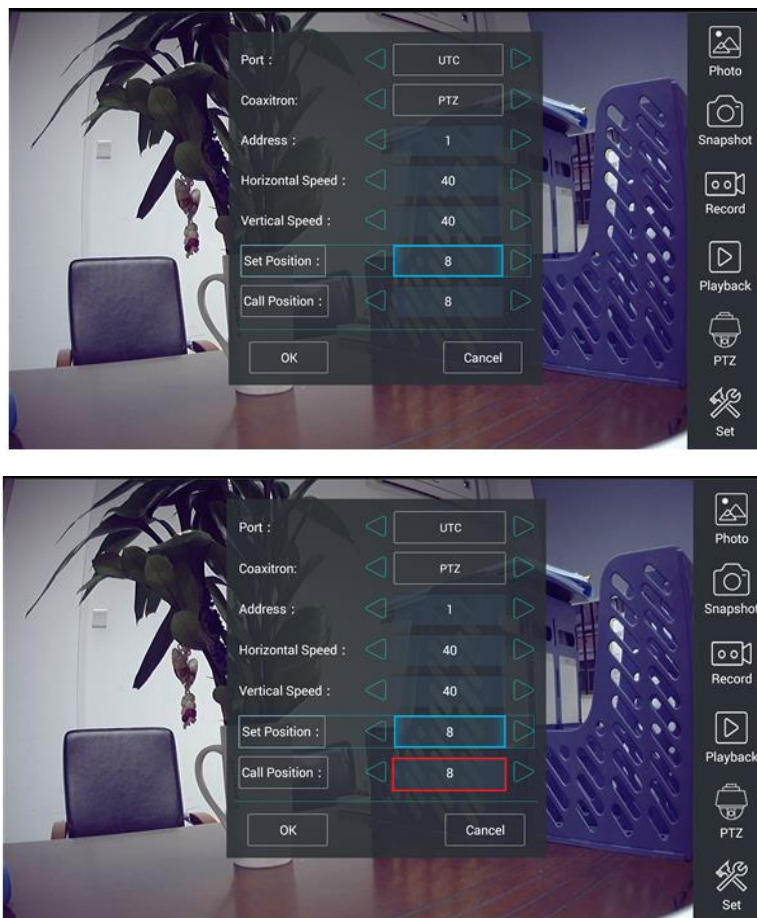 Port : UTC
Photo
Coaxitron: PTZ
Address : 1
Snapshot
Horizontal Speed : 40
Record
Vertical Speed : 40
Set Position : 8
Playback
Call Position : 8
OK Cancel
PTZ
Set
Port : UTC
Photo
Coaxitron: PTZ
Address : 1
Snapshot
Horizontal Speed : 40
Record
Vertical Speed : 40
Set Position : 8
Playback
Call Position : 8
OK Cancel
PTZ
Set